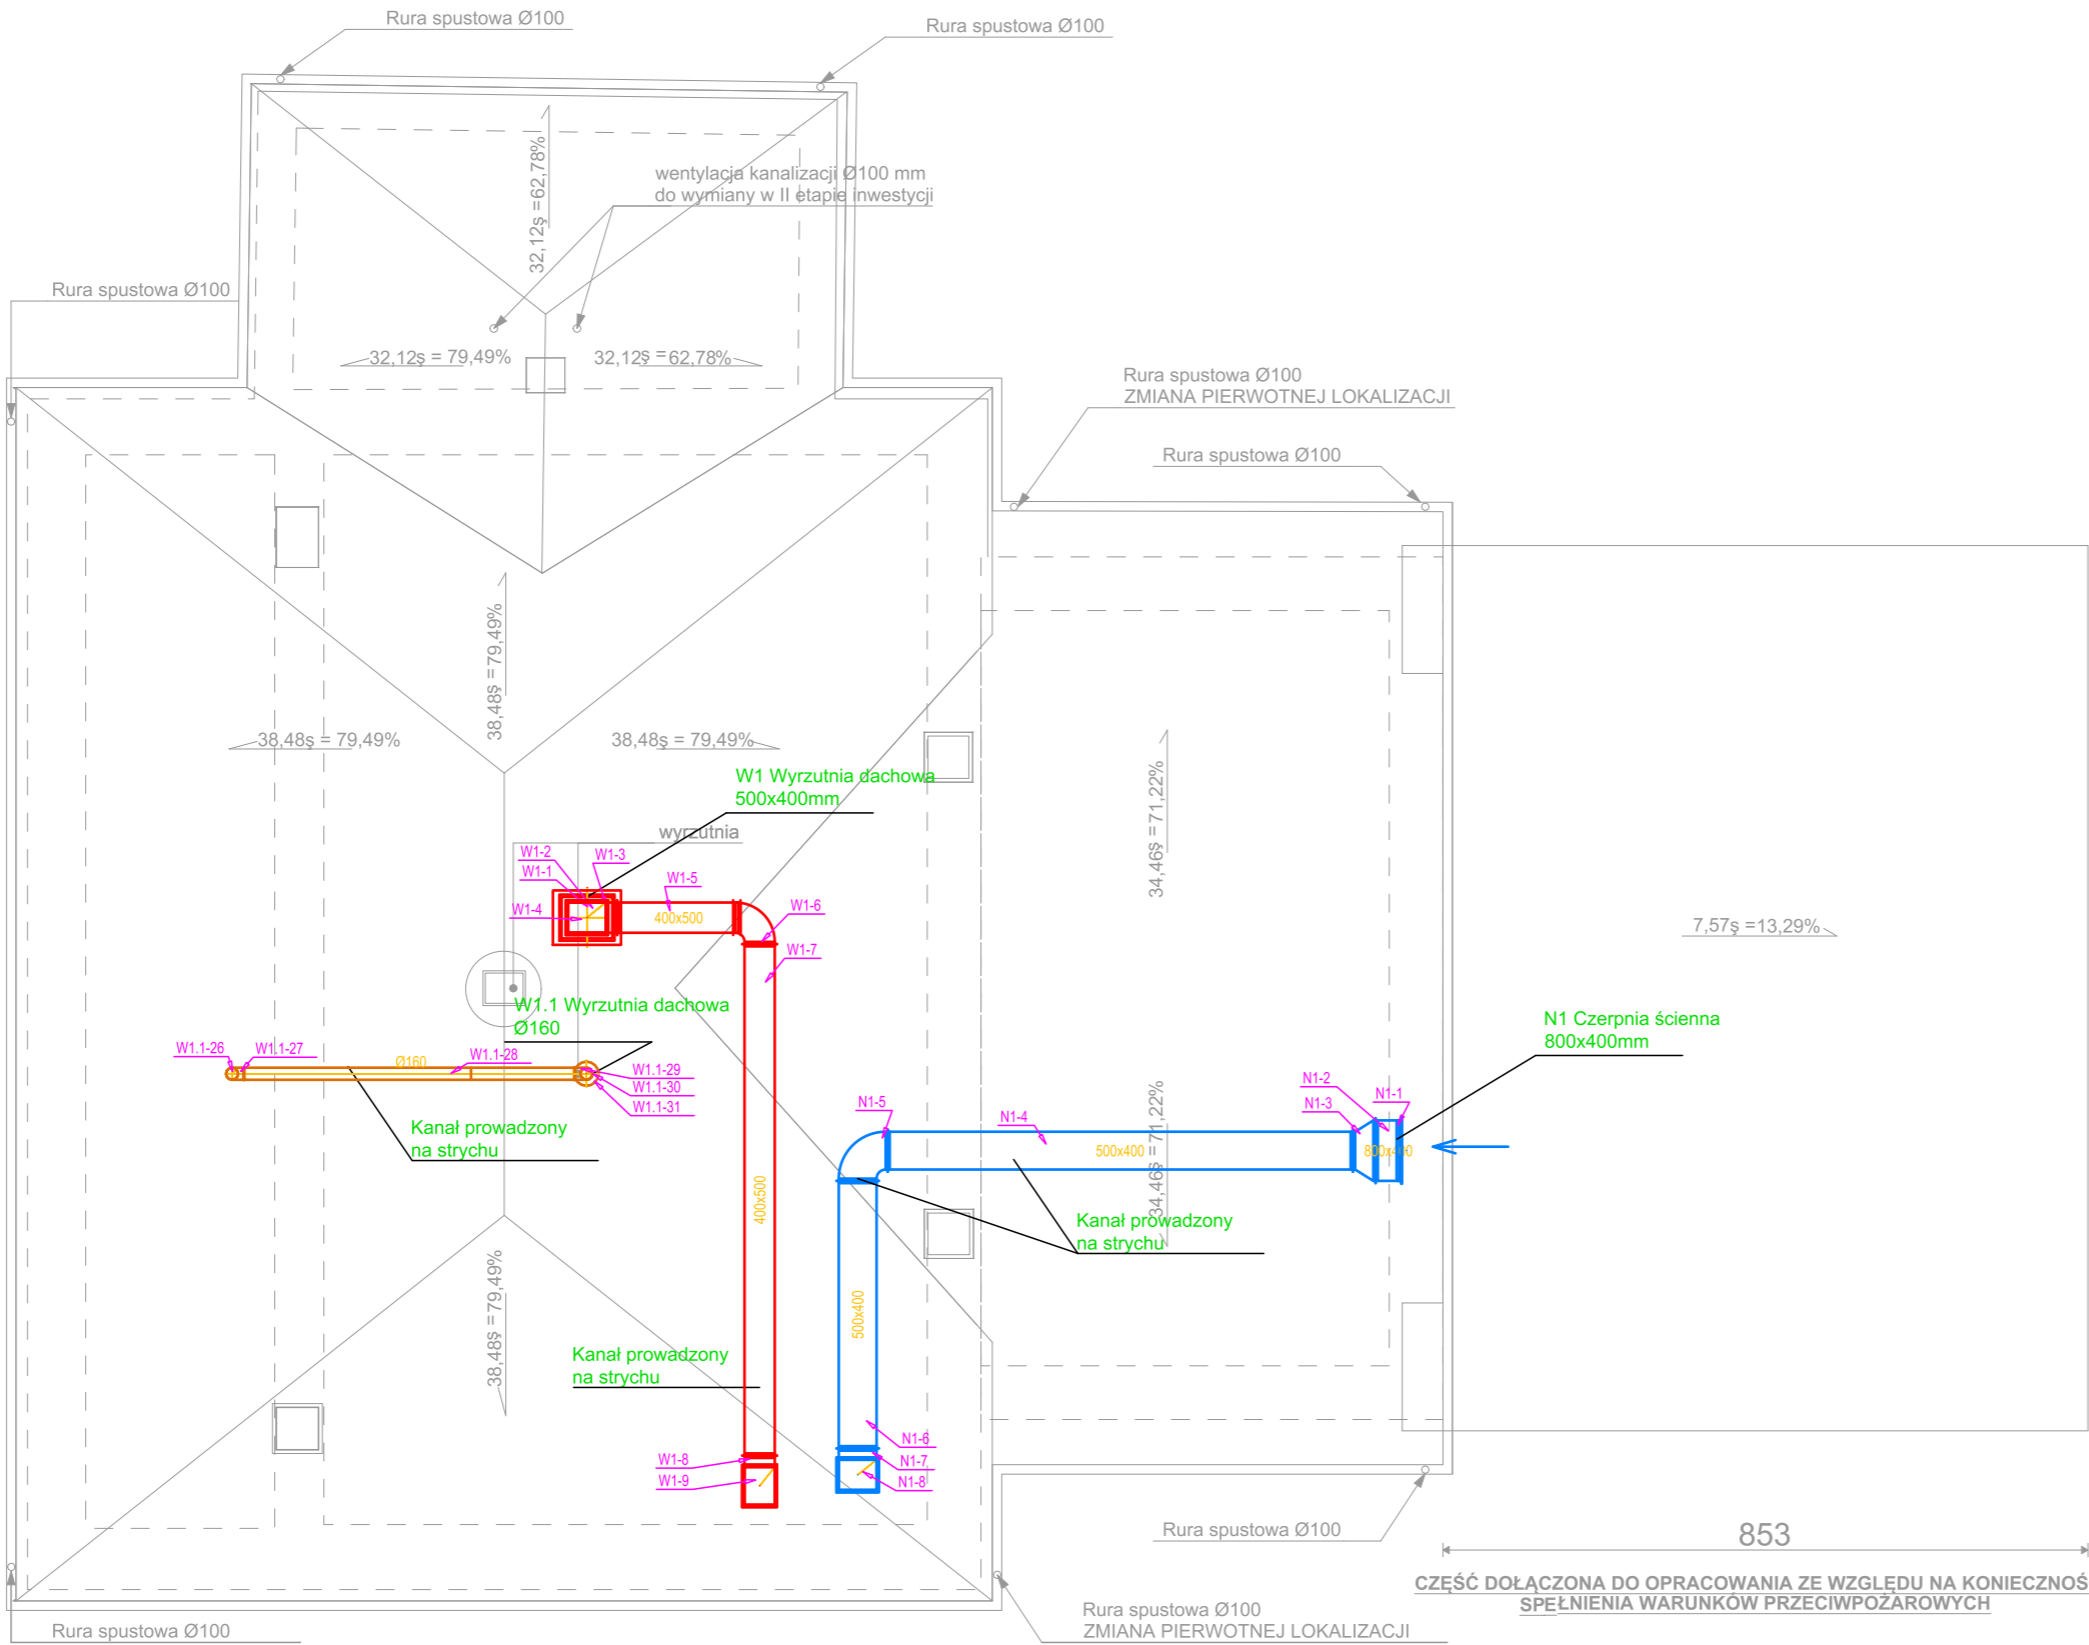 Rura spustowa Ø100
Rura spustowa Ø100
32,12ş = 62,78%
wentylacja kanalizacji Ø100 mm
do wymiany w II etapie inwestycji
Rura spustowa Ø100
32,12ş = 79,49%
32,12ş = 62,78%
Rura spustowa Ø100
ZMIANA PIERWOTNEJ LOKALIZACJI
Rura spustowa Ø100
38,48ş = 79,49%
38,48ş = 79,49%
38,48ş = 79,49%
W1 Wyrzutnia dachowa
500x400mm
34,46ş = 71,22%
wyrzutnia
W1-2
W1-3
W1-1
W1-5
W1-4
400x500
W1-6
W1-7
7,57ş =13,29%
W1.1 Wyrzutnia dachowa
Ø160
N1 Czerpnia ścienna
800x400mm
W1.1-26
W1.1-27
Ø160
W1.1-28
W1.1-29
W1.1-30
W1.1-31
N1-2
N1-1
N1-3
N1-5
N1-4
500x400
800x400
34,46ş = 71,22%
Kanał prowadzony
na strychu
400x500
Kanał prowadzony
na strychu
500x400
38,48ş = 79,49%
Kanał prowadzony
na strychu
N1-6
W1-8
N1-7
W1-9
N1-8
Rura spustowa Ø100
853
CZĘŚĆ DOŁĄCZONA DO OPRACOWANIA ZE WZGLĘDU NA KONIECZNOŚ
SPEŁNIENIA WARUNKÓW PRZECIWPOŻAROWYCH
Rura spustowa Ø100
Rura spustowa Ø100
ZMIANA PIERWOTNEJ LOKALIZACJI